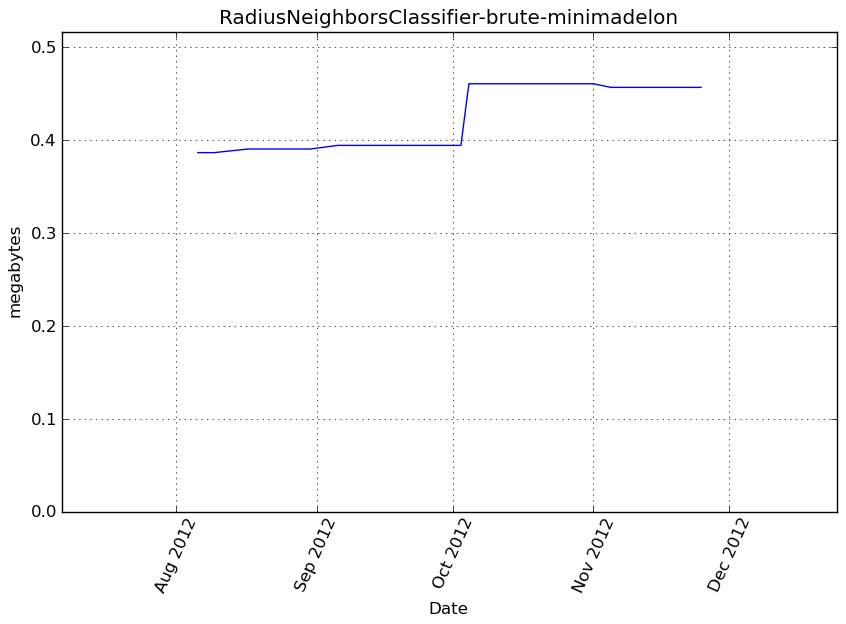 RadiusNeighborsClassifier-brute-minimadelon
0.5
0.4
0.3
0.2
0.1
0.0
megabytes
Aug 2012
Sep 2012
Oct 2012
Nov 2012
Dec 2012
Date